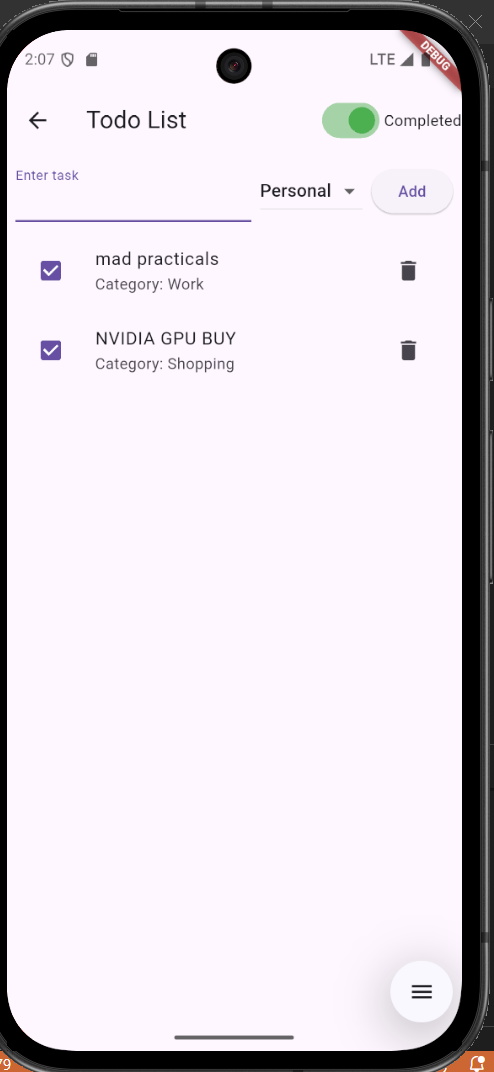 2:07
LTE
DEBUG
Todo List
Completed
Enter task
Personal
Add
mad practicals
Category: Work
NVIDIA GPU BUY
Category: Shopping
79